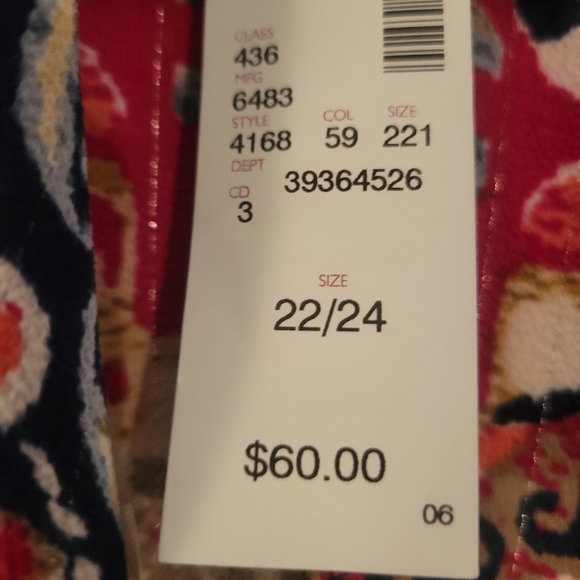 CLASS
436
MFG
6483
STYLE COL SIZE
4168 59 221
DEPT
39364526
CD
3
SIZE
22/24
$60.00
06